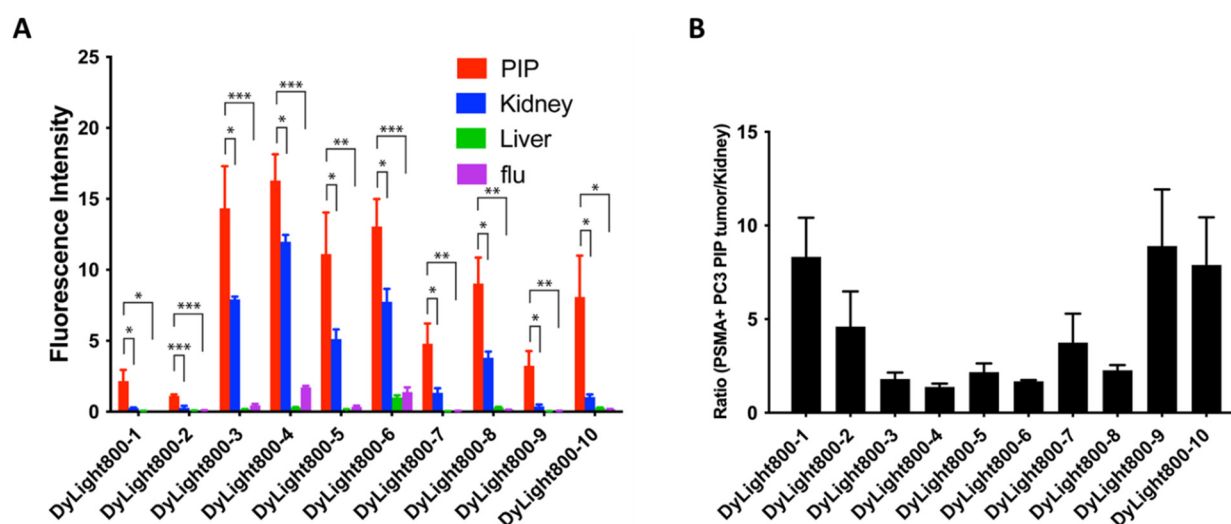 A
Fluorescence Intensity
25
20
15
10
5
0
PIP
Kidney
Liver
flu
*
*
***
***
***
*
***
*
**
*
***
*
**
*
**
*
**
*
*
*
DyLight800-1
DyLight800-2
DyLight800-3
DyLight800-4
DyLight800-5
DyLight800-6
DyLight800-7
DyLight800-8
DyLight800-9
DyLight800-10
B
Ratio (PSMA+ PC3 PIP tumor/Kidney)
15
10
5
0
DyLight800-1
DyLight800-2
DyLight800-3
DyLight800-4
DyLight800-5
DyLight800-6
DyLight800-7
DyLight800-8
DyLight800-9
DyLight800-10